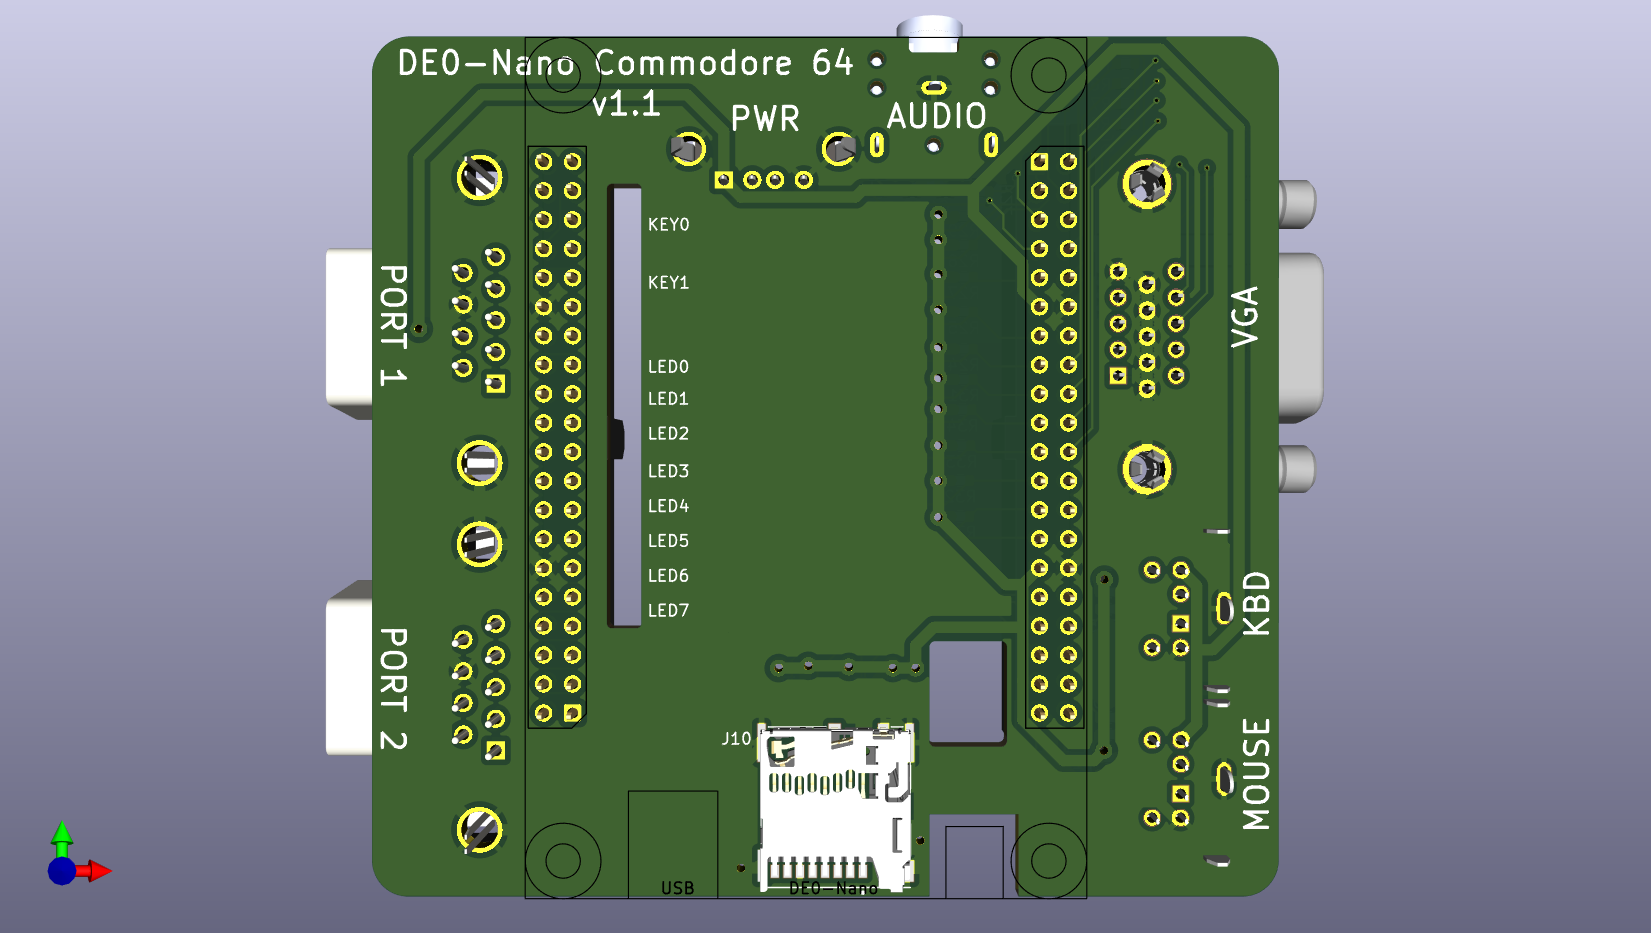 DE0-Nano Commodore 64
v1.1
PWR
AUDIO
KEY0
KEY1
LED0
LED1
LED2
LED3
LED4
LED5
LED6
LED7
PORT 1
PORT 2
VGA
KBD
MOUSE
J10
USB
DE0-Nano